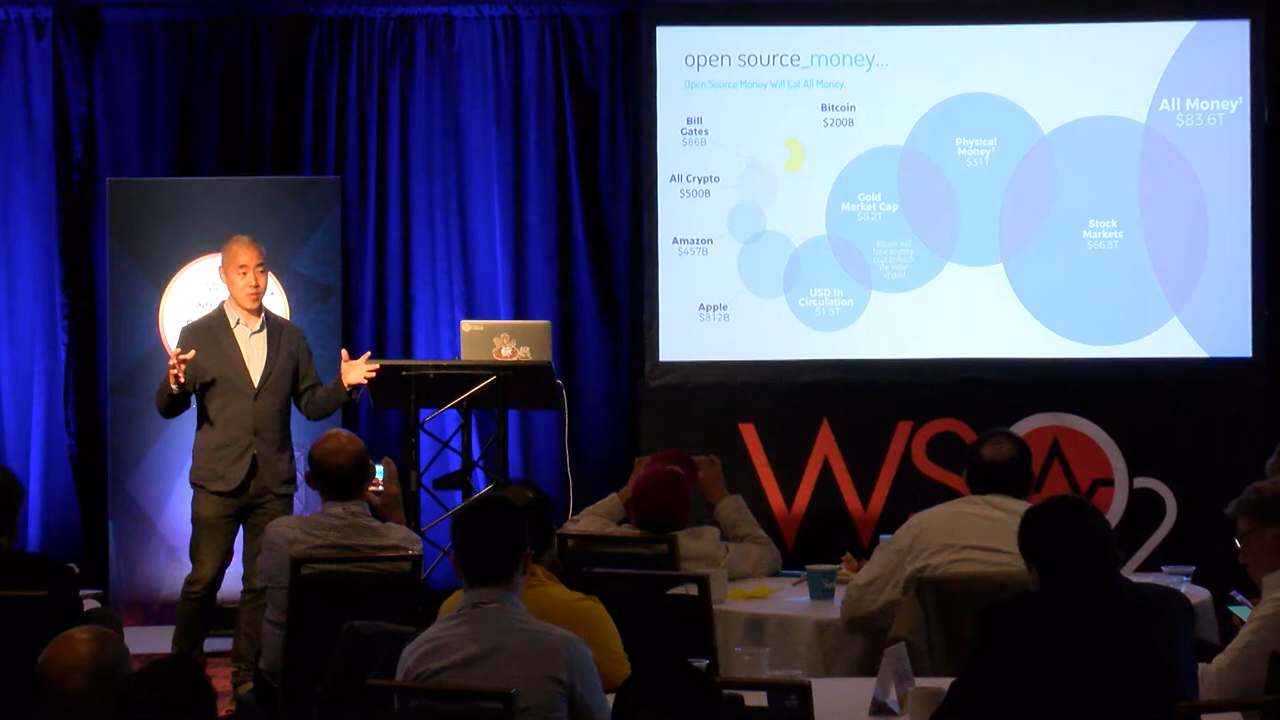 open source_money...
Open Source Money Will Eat All Money
Bitcoin
$200B
Bill
Gates
$86B
All Crypto
$500B
Amazon
$457B
Apple
$812B
USD in
Circulation
$1.5T
Gold
Market Cap
$8.2T
Physical
Money¹
$31T
Stock
Markets
$66.8T
All Money¹
$83.6T
WSO2